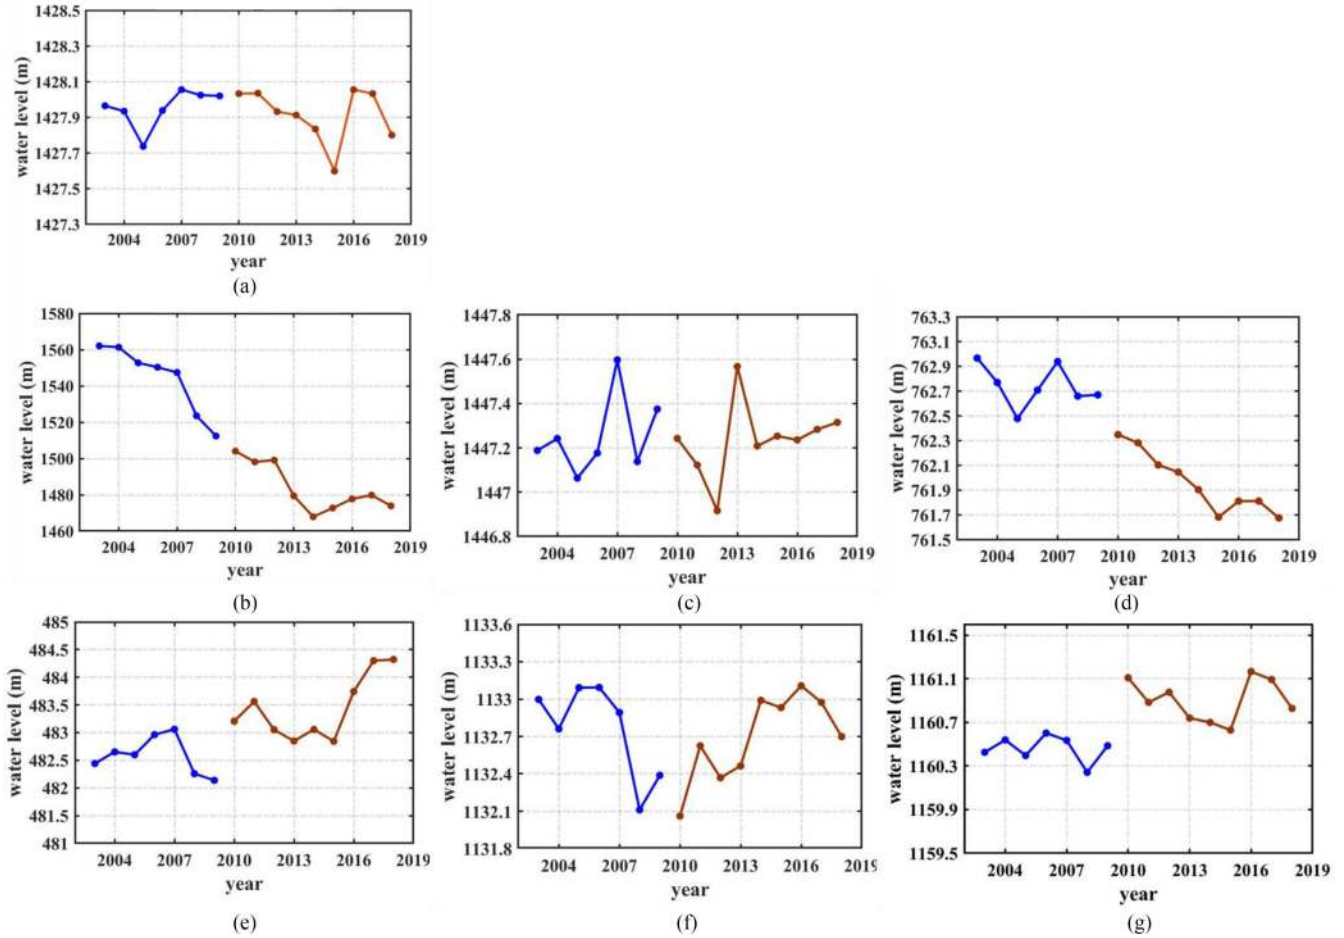 water level (m)
1428.5
1428.3
1428.1
1427.9
1427.7
1427.5
1427.3
2004 2007 2010 2013 2016 2019
year
(a)
water level (m)
1580
1560
1540
1520
1500
1480
1460
2004 2007 2010 2013 2016 2019
year
(b)
water level (m)
1447.8
1447.6
1447.4
1447.2
1447
1446.8
2004 2007 2010 2013 2016 2019
year
(c)
water level (m)
763.3
763.1
762.9
762.7
762.5
762.3
762.1
761.9
761.7
761.5
2004 2007 2010 2013 2016 2019
year
(d)
water level (m)
485
484.5
484
483.5
483
482.5
482
481.5
481
2004 2007 2010 2013 2016 2019
year
(e)
water level (m)
1133.6
1133.3
1133
1132.7
1132.4
1132.1
1131.8
2004 2007 2010 2013 2016 2019
year
(f)
water level (m)
1161.5
1161.1
1160.7
1160.3
1159.9
1159.5
2004 2007 2010 2013 2016 2019
year
(g)